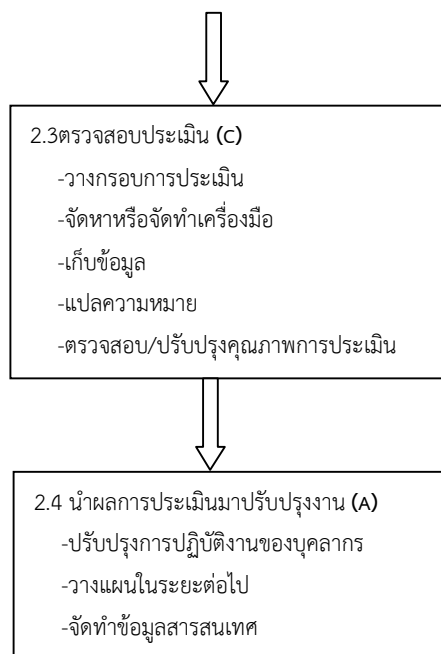 2.3ตรวจสอบประเมิน (C)
-วางกรอบการประเมิน
-จัดหาหรือจัดทำเครื่องมือ
-เก็บข้อมูล
-แปลความหมาย
-ตรวจสอบ/ปรับปรุงคุณภาพการประเมิน
2.4 นำผลการประเมินมาปรับปรุงงาน (A)
-ปรับปรุงการปฏิบัติงานของบุคลากร
-วางแผนในระยะต่อไป
-จัดทำข้อมูลสารสนเทศ